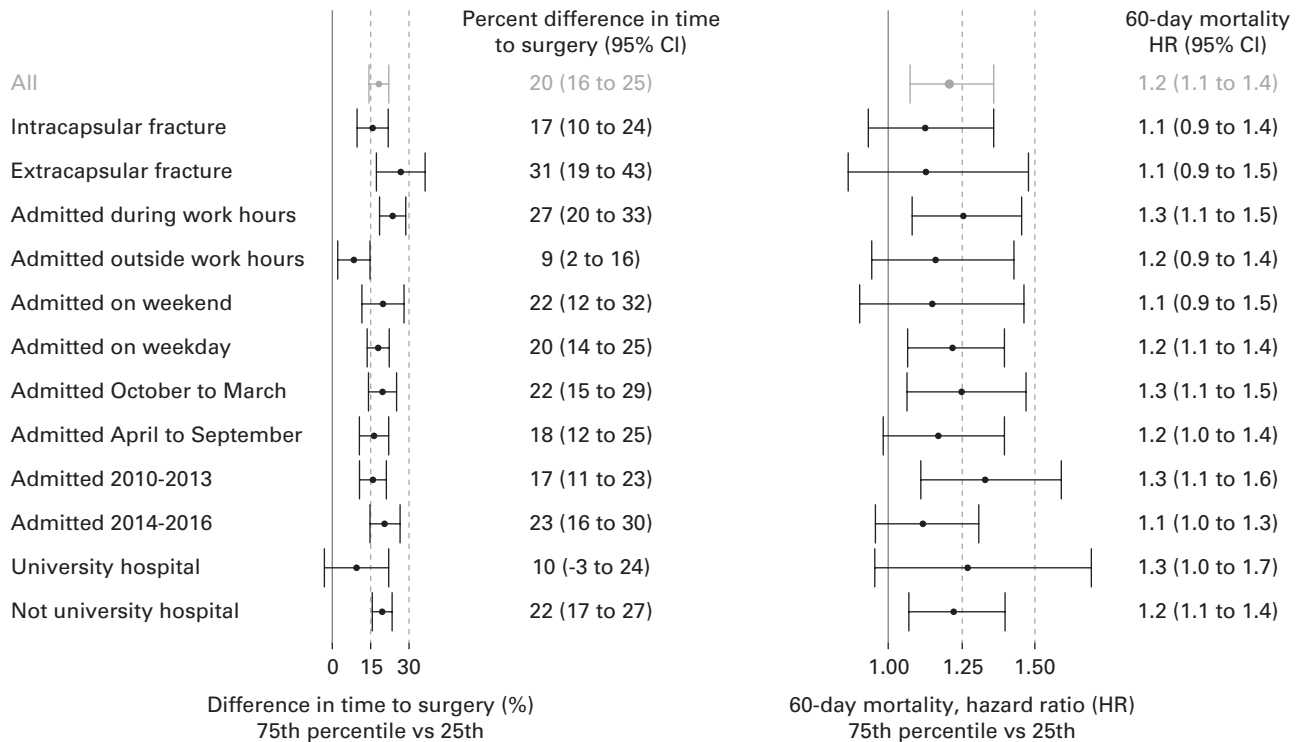 Percent difference in time
to surgery (95% CI)
60-day mortality
HR (95% CI)
All 20 (16 to 25) 1.2 (1.1 to 1.4)
Intracapsular fracture 17 (10 to 24) 1.1 (0.9 to 1.4)
Extracapsular fracture 31 (19 to 43) 1.1 (0.9 to 1.5)
Admitted during work hours 27 (20 to 33) 1.3 (1.1 to 1.5)
Admitted outside work hours 9 (2 to 16) 1.2 (0.9 to 1.4)
Admitted on weekend 22 (12 to 32) 1.1 (0.9 to 1.5)
Admitted on weekday 20 (14 to 25) 1.2 (1.1 to 1.4)
Admitted October to March 22 (15 to 29) 1.3 (1.1 to 1.5)
Admitted April to September 18 (12 to 25) 1.2 (1.0 to 1.4)
Admitted 2010-2013 17 (11 to 23) 1.3 (1.1 to 1.6)
Admitted 2014-2016 23 (16 to 30) 1.1 (1.0 to 1.3)
University hospital 10 (-3 to 24) 1.3 (1.0 to 1.7)
Not university hospital 22 (17 to 27) 1.2 (1.1 to 1.4)
0 15 30 1.00 1.25 1.50
Difference in time to surgery (%)
75th percentile vs 25th
60-day mortality, hazard ratio (HR)
75th percentile vs 25th